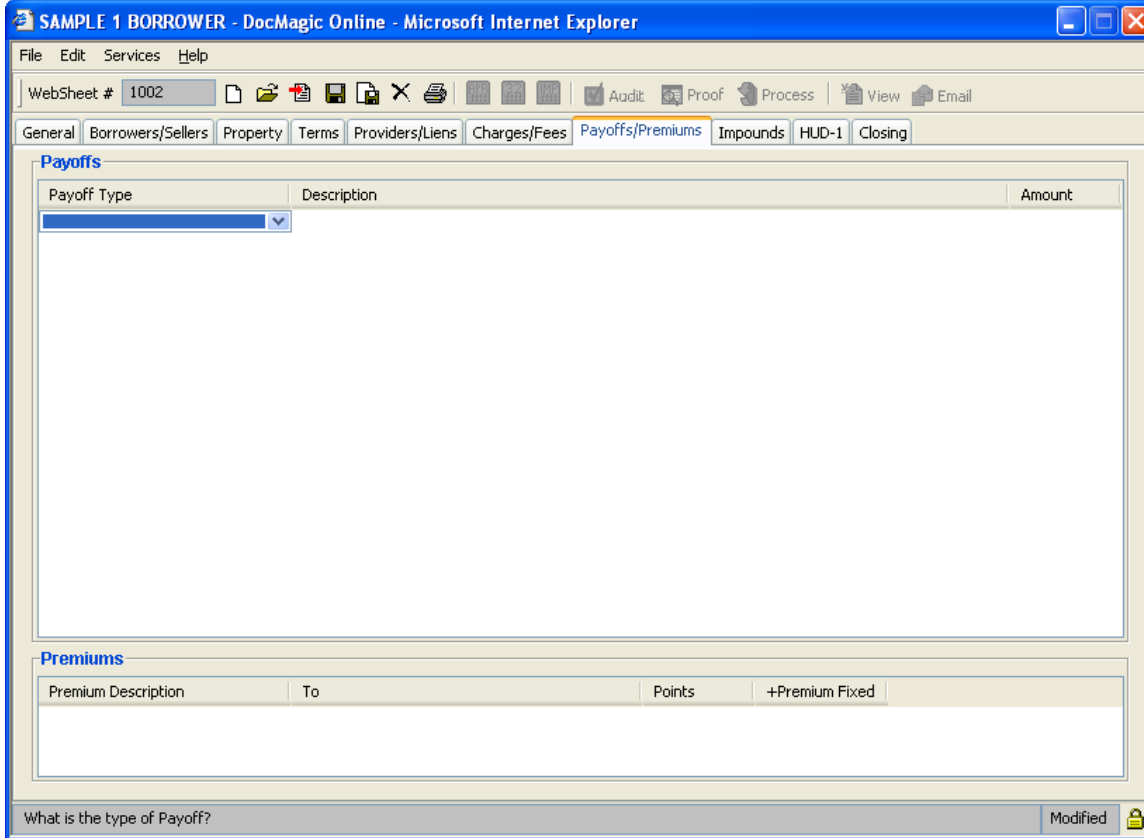 SAMPLE 1 BORROWER - DocMagic Online - Microsoft Internet Explorer
File Edit Services Help
WebSheet # 1002 Audit Proof Process View Email
General Borrowers/Sellers Property Terms Providers/Liens Charges/Fees Payoffs/Premiums Impounds HUD-1 Closing
Payoffs
Payoff Type Description Amount
Premiums
Premium Description To Points +Premium Fixed
What is the type of Payoff? Modified